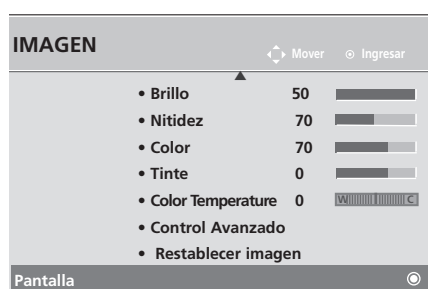 IMAGEN Mover Ingresar
• Brillo 50
• Nitidez 70
• Color 70
• Tinte 0
• Color Temperature 0 W C
• Control Avanzado
• Restablecer imagen
Pantalla